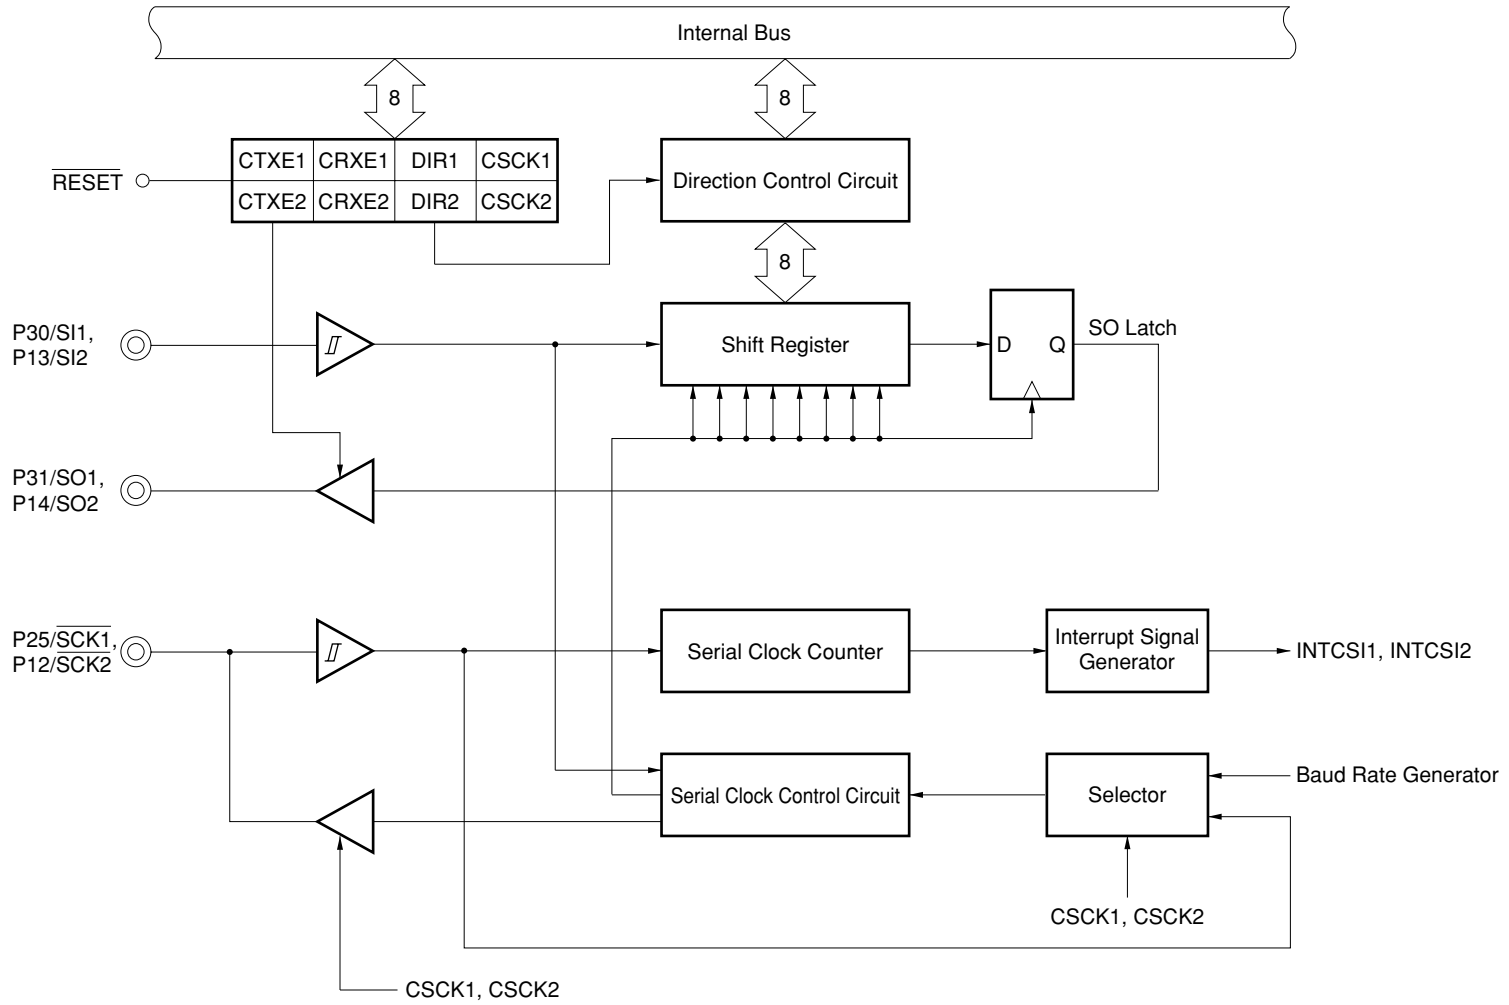 Internal Bus
8
8
CTXE1 CRXE1 DIR1 CSCK1
RESET
CTXE2 CRXE2 DIR2 CSCK2
Direction Control Circuit
8
P30/SI1,
P13/SI2
Shift Register
D Q
SO Latch
P31/SO1,
P14/SO2
P25/SCK1,
P12/SCK2
Serial Clock Counter
Interrupt Signal
Generator
INTCSI1, INTCSI2
Serial Clock Control Circuit
Selector
Baud Rate Generator
CSCK1, CSCK2
CSCK1, CSCK2